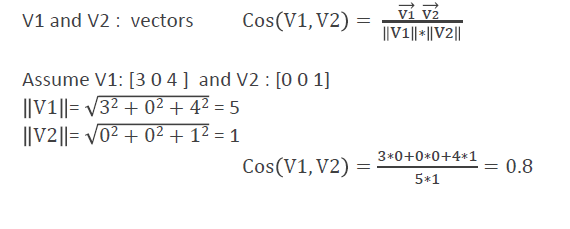 V1 and V2 : vectors Cos(V1, V2) = V1 V2 / ‖V1‖*‖V2‖
Assume V1: [3 0 4 ] and V2 : [0 0 1]
‖V1‖= √3² + 0² + 4² = 5
‖V2‖= √0² + 0² + 1² = 1
Cos(V1, V2) = 3*0+0*0+4*1 / 5*1 = 0.8